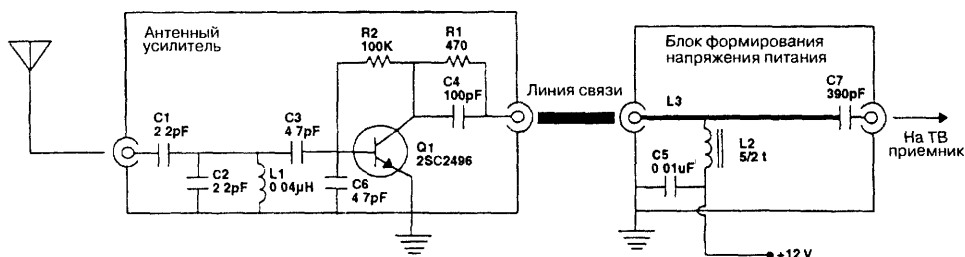 Антенный
усилитель
R2
100K
R1
470
C4
100pF
C1
2 2pF
C3
4 7pF
Q1
2SC2496
C2
2 2pF
L1
0 04μH
C6
4 7pF
Линия связи
Блок формирования
напряжения питания
C7
390pF
L3
L2
5/2 t
C5
0 01uF
На ТВ
приемник
+12 V